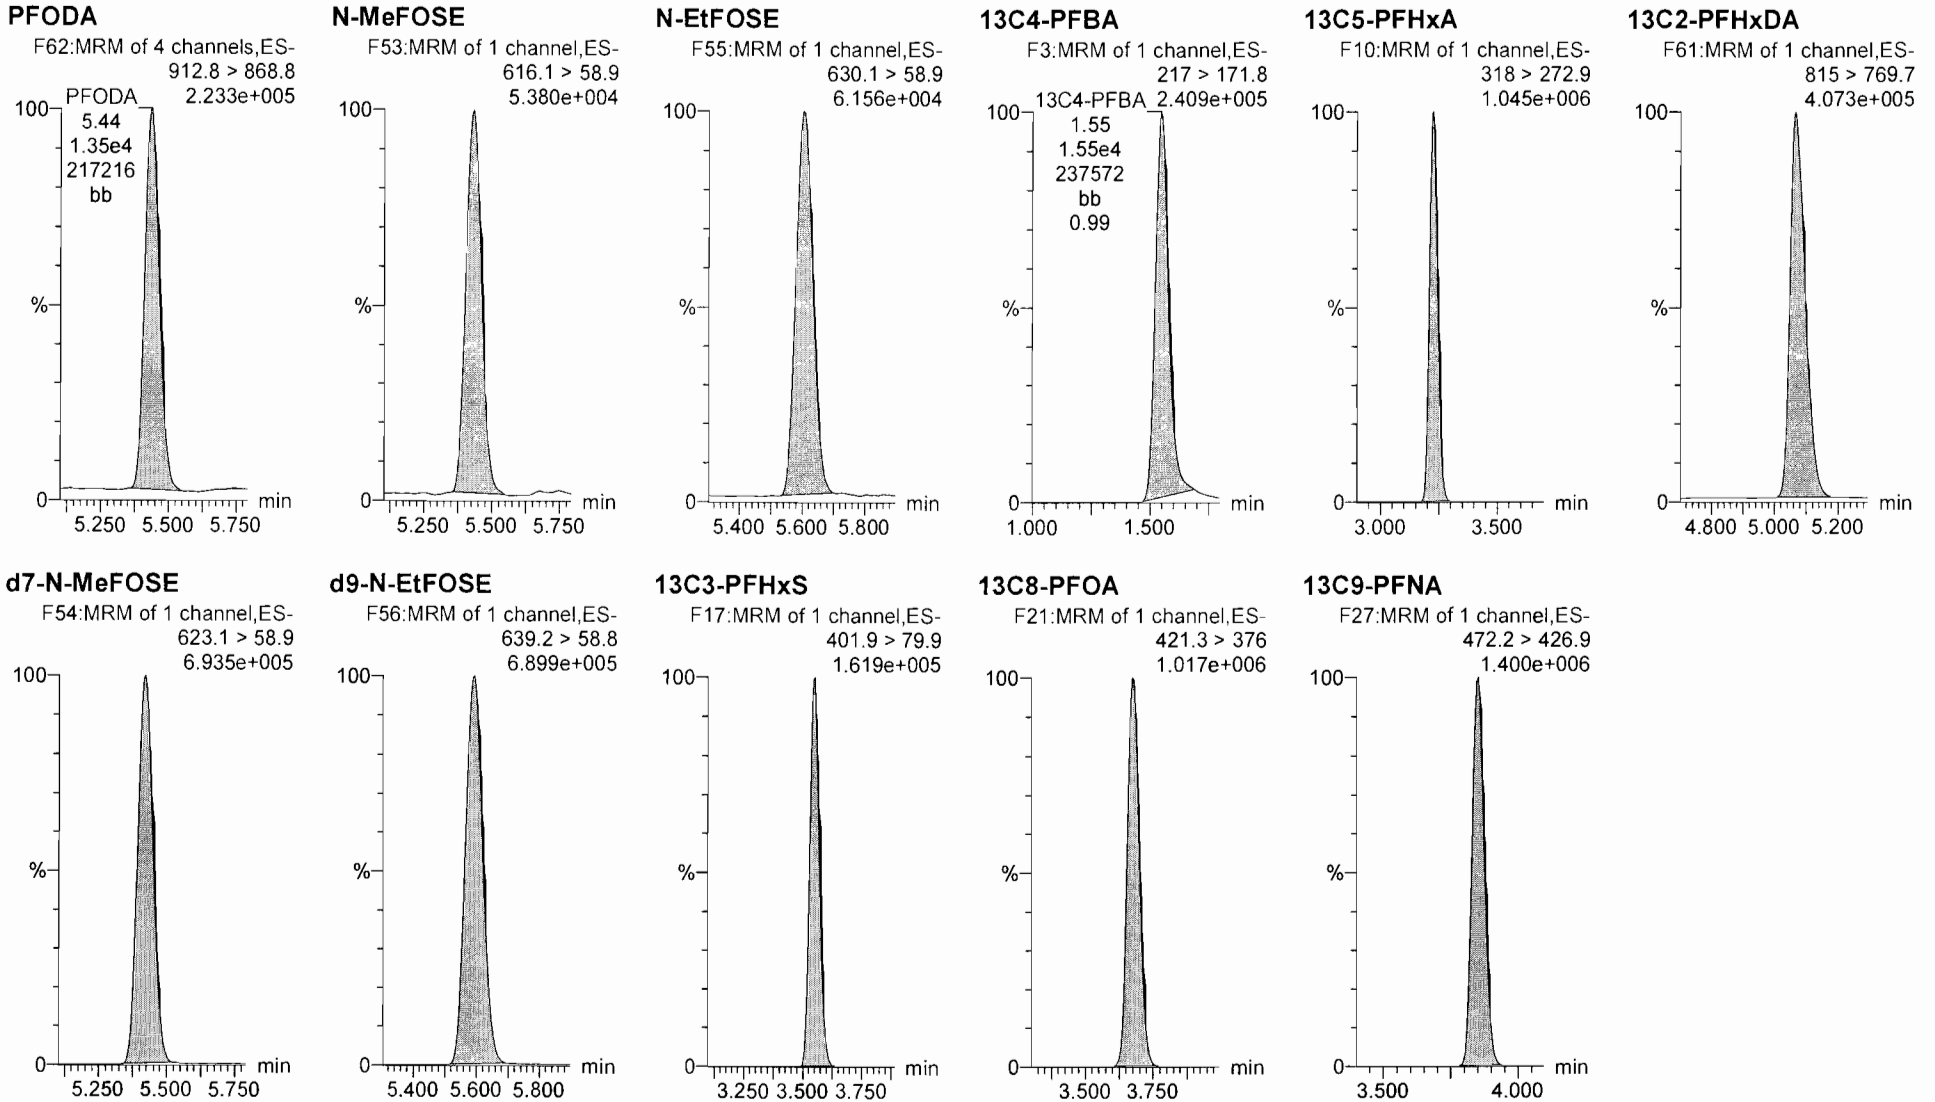 PFODA
F62:MRM of 4 channels,ES-
912.8 > 868.8
2.233e+005
PFODA
5.44
1.35e4
217216
bb
100
%
0
min
5.250 5.500 5.750
N-MeFOSE
F53:MRM of 1 channel,ES-
616.1 > 58.9
5.380e+004
100
%
0
min
5.250 5.500 5.750
N-EtFOSE
F55:MRM of 1 channel,ES-
630.1 > 58.9
6.156e+004
100
%
0
min
5.400 5.600 5.800
13C4-PFBA
F3:MRM of 1 channel,ES-
217 > 171.8
2.409e+005
13C4-PFBA
1.55
1.55e4
237572
bb
0.99
100
%
0
min
1.000 1.500
13C5-PFHxA
F10:MRM of 1 channel,ES-
318 > 272.9
1.045e+006
100
%
0
min
3.000 3.500
13C2-PFHxDA
F61:MRM of 1 channel,ES-
815 > 769.7
4.073e+005
100
%
0
min
4.800 5.000 5.200
d7-N-MeFOSE
F54:MRM of 1 channel,ES-
623.1 > 58.9
6.935e+005
100
%
0
min
5.250 5.500 5.750
d9-N-EtFOSE
F56:MRM of 1 channel,ES-
639.2 > 58.8
6.899e+005
100
%
0
min
5.400 5.600 5.800
13C3-PFHxS
F17:MRM of 1 channel,ES-
401.9 > 79.9
1.619e+005
100
%
0
min
3.250 3.500 3.750
13C8-PFOA
F21:MRM of 1 channel,ES-
421.3 > 376
1.017e+006
100
%
0
min
3.500 3.750
13C9-PFNA
F27:MRM of 1 channel,ES-
472.2 > 426.9
1.400e+006
100
%
0
min
3.500 4.000